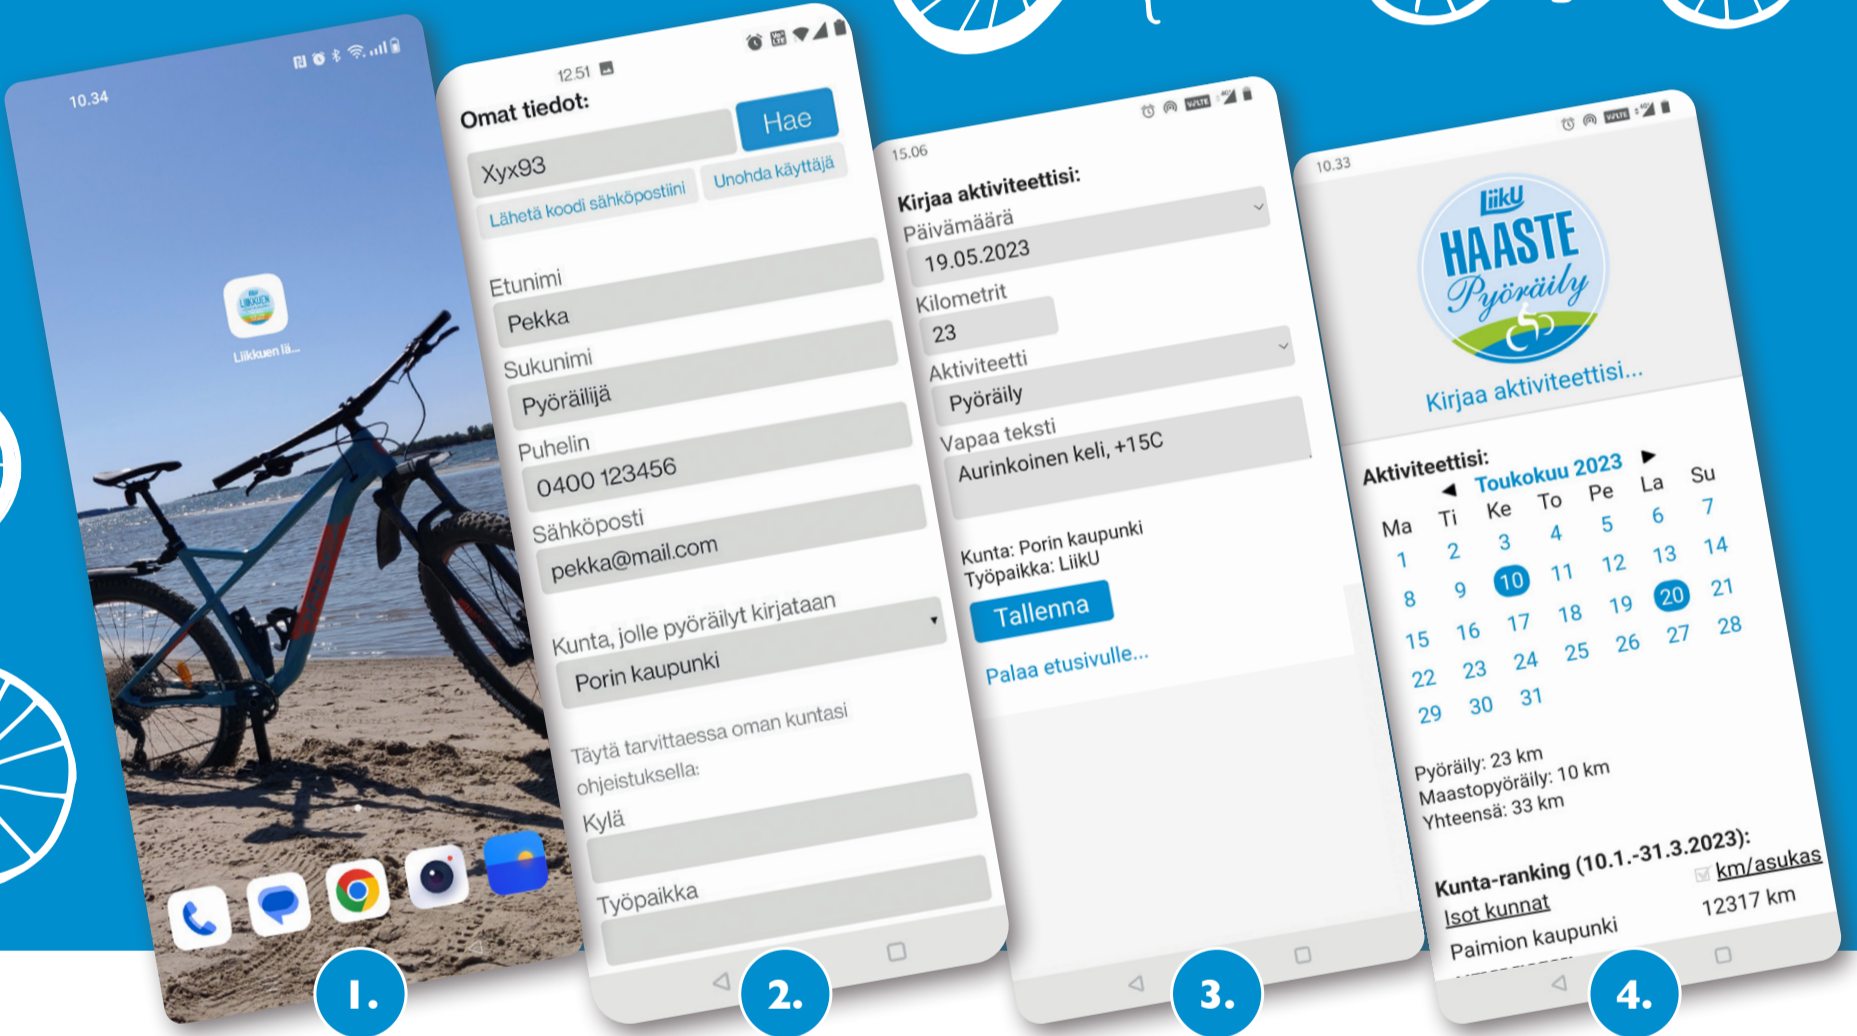 10.34
LIIKKUEN
Liikkuen lä...
1.
12.51
Omat tiedot:
Xyx93
Hae
Lähetä koodi sähköpostiini
Unohda käyttäjä
Etunimi
Pekka
Sukunimi
Pyöräilijä
Puhelin
0400 123456
Sähköposti
pekka@mail.com
Kunta, jolle pyöräilyt kirjataan
Porin kaupunki
Täytä tarvittaessa oman kuntasi
ohjeistuksella:
Kylä
Työpaikka
2.
15.06
VoLTE
Kirjaa aktiviteettisi:
Päivämäärä
19.05.2023
Kilometrit
23
Aktiviteetti
Pyöräily
Vapaa teksti
Aurinkoinen keli, +15C
Kunta: Porin kaupunki
Työpaikka: LiikU
Tallenna
Palaa etusivulle...
3.
10.33
VoLTE
LiikU
HAASTE
Pyöräily
Kirjaa aktiviteettisi...
Aktiviteettisi:
◀ Toukokuu 2023 ▶
Ma Ti Ke To Pe La Su
1 2 3 4 5 6 7
8 9 10 11 12 13 14
15 16 17 18 19 20 21
22 23 24 25 26 27 28
29 30 31
Pyöräily: 23 km
Maastopyöräily: 10 km
Yhteensä: 33 km
Kunta-ranking (10.1.-31.3.2023):
Isot kunnat
km/asukas
Paimion kaupunki
12317 km
4.